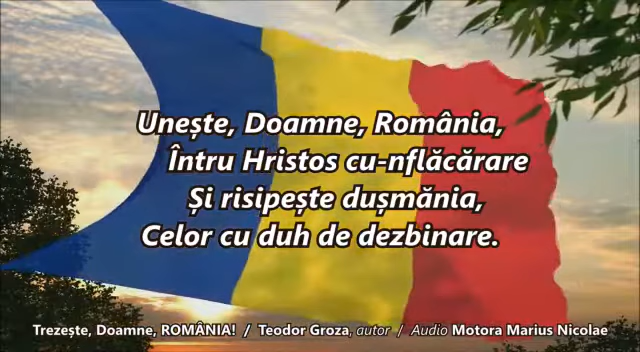 Unește, Doamne, România,
Întru Hristos cu-nflăcărare
Și risipește dușmănia,
Celor cu duh de dezbinare.
Trezește, Doamne, ROMÂNIA! / Teodor Groza, autor / Audio Motora Marius Nicolae